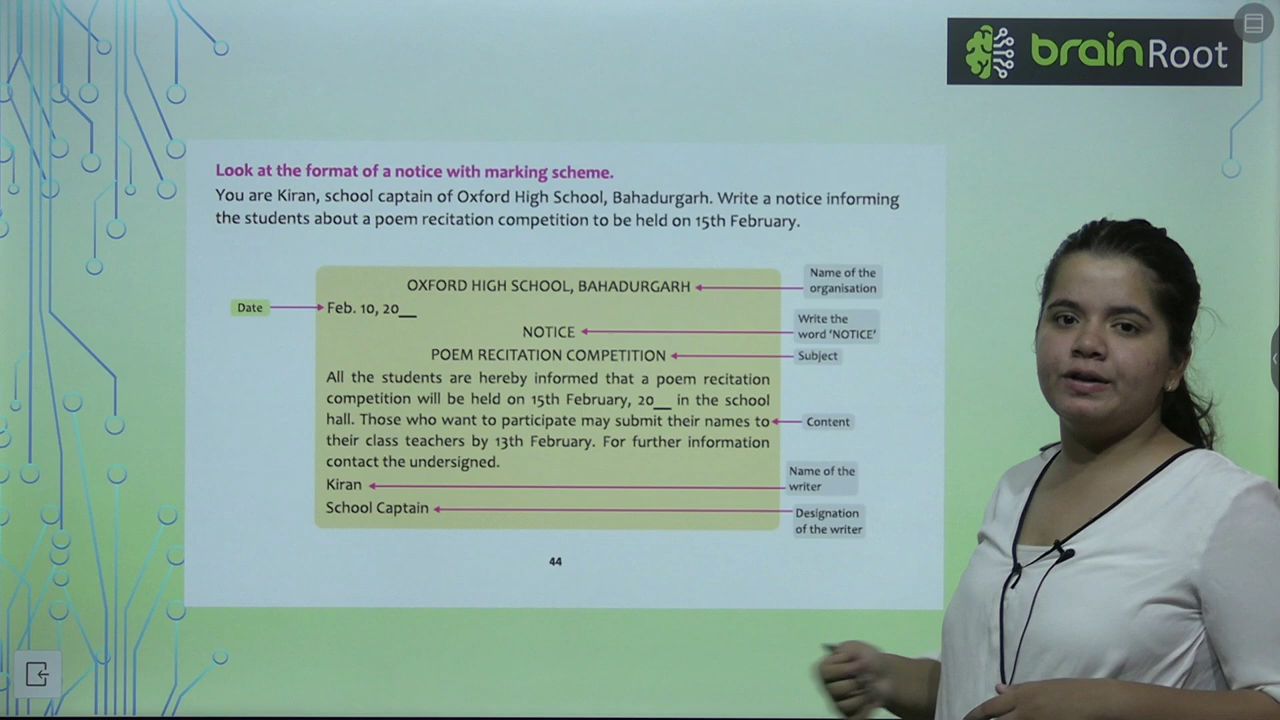 brainRoot
Look at the format of a notice with marking scheme.
You are Kiran, school captain of Oxford High School, Bahadurgarh. Write a notice informing
the students about a poem recitation competition to be held on 15th February.
Name of the
organisation
OXFORD HIGH SCHOOL, BAHADURGARH
Date
Feb. 10, 20__
Write the
word 'NOTICE'
NOTICE
POEM RECITATION COMPETITION
Subject
All the students are hereby informed that a poem recitation
competition will be held on 15th February, 20__ in the school
hall. Those who want to participate may submit their names to
Content
their class teachers by 13th February. For further information
contact the undersigned.
Name of the
writer
Kiran
School Captain
Designation
of the writer
44